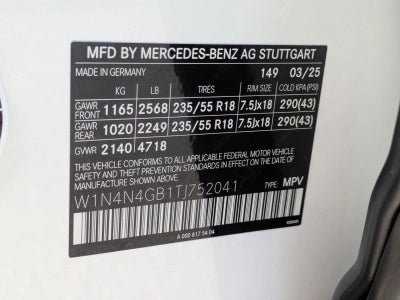 MFD BY MERCEDES-BENZ AG STUTTGART
MADE IN GERMANY 149 03/25
KG LB TIRES RIM SIZE COLD KPA (PSI)
GAWR FRONT 1165 2568 235/55 R18 7.5Jx18 290(43)
GAWR REAR 1020 2249 235/55 R18 7.5Jx18 290(43)
GVWR 2140 4718
THIS VEHICLE CONFORMS TO ALL APPLICABLE U.S. FEDERAL MOTOR VEHICLE
SAFETY AND THEFT PREVENTION STANDARDS IN EFFECT ON THE DATE OF
MANUFACTURE SHOWN ABOVE.
W1N4N4GB1TJ752041 TYPE: MPV
A 000 817 54 04